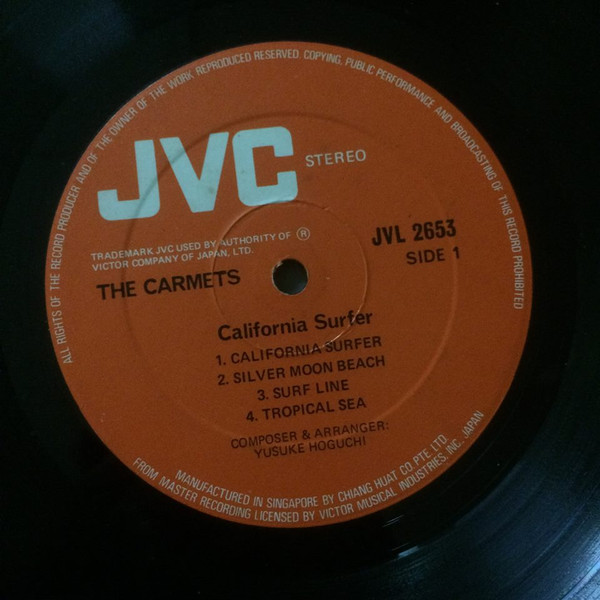 ALL RIGHTS OF THE RECORD PRODUCER AND OF THE OWNER OF THE WORK REPRODUCED RESERVED. COPYING, PUBLIC PERFORMANCE AND BROADCASTING OF THIS RECORD PROHIBITED
JVC STEREO
TRADEMARK JVC USED BY AUTHORITY OF ®
VICTOR COMPANY OF JAPAN, LTD.
JVL 2653
SIDE 1
THE CARMETS
California Surfer
1. CALIFORNIA SURFER
2. SILVER MOON BEACH
3. SURF LINE
4. TROPICAL SEA
COMPOSER & ARRANGER:
YUSUKE HOGUCHI
MANUFACTURED IN SINGAPORE BY CHIANG HUAT CO PTE LTD
FROM MASTER RECORDING LICENSED BY VICTOR MUSICAL INDUSTRIES, INC, JAPAN